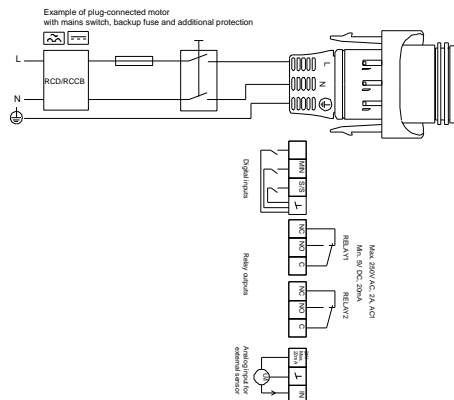 Example of plug-connected motor
with mains switch, backup fuse and additional protection
L
RCD/RCCB
N
L
N
Digital inputs
MIN
S/S
Relay outputs
NC
NO
C
RELAY1
Max. 250V AC, 2A, AC1
Min. 5V DC, 20mA
NC
NO
C
RELAY2
Analog input for
external sensor
Max.
22mA
IN